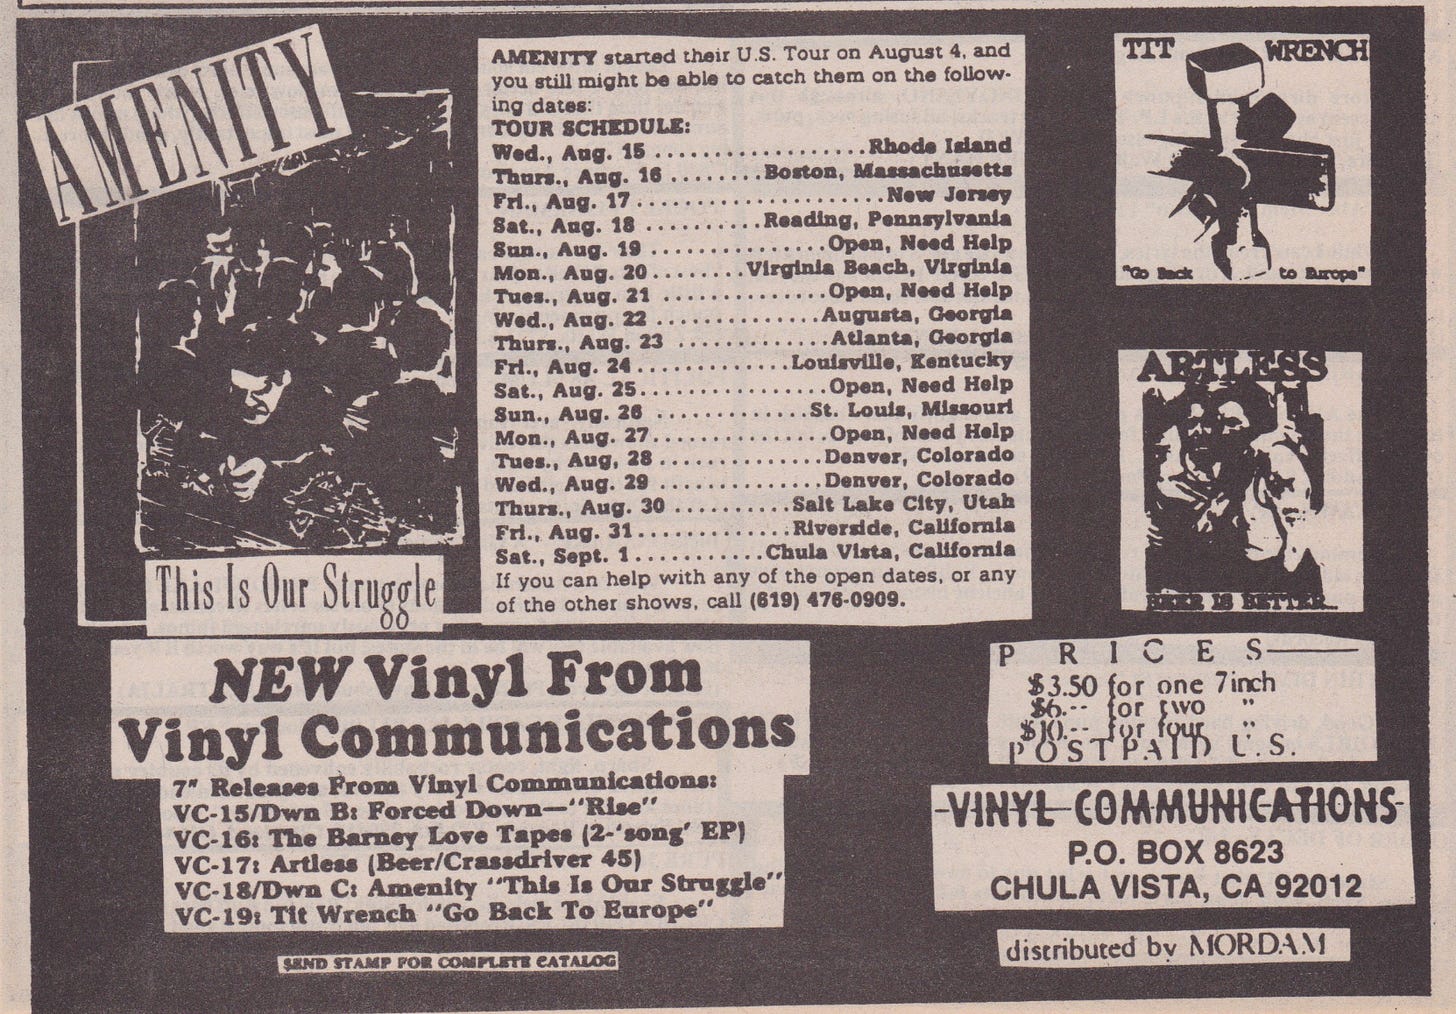 AMENITY
This Is Our Struggle
AMENITY started their U.S. Tour on August 4, and
you still might be able to catch them on the follow-
ing dates:
TOUR SCHEDULE:
Wed., Aug. 15 ..................Rhode Island
Thurs., Aug. 16 ........Boston, Massachusetts
Fri., Aug. 17 .....................New Jersey
Sat., Aug. 18 ..........Reading, Pennsylvania
Sun., Aug. 19 ...............Open, Need Help
Mon., Aug. 20........Virginia Beach, Virginia
Tues., Aug. 21 ..............Open, Need Help
Wed., Aug. 22 ..............Augusta, Georgia
Thurs., Aug. 23 .............Atlanta, Georgia
Fri., Aug. 24.............Louisville, Kentucky
Sat., Aug. 25...............Open, Need Help
Sun., Aug. 26 .............St. Louis, Missouri
Mon., Aug. 27...............Open, Need Help
Tues., Aug, 28 ..............Denver, Colorado
Wed., Aug. 29 ..............Denver, Colorado
Thurs., Aug. 30 ..........Salt Lake City, Utah
Fri., Aug. 31.............Riverside, California
Sat., Sept. 1...........Chula Vista, California
If you can help with any of the open dates, or any
of the other shows, call (619) 476-0909.
TIT WRENCH
"Go Back to Europe"
ARTLESS
BEER IS BETTER..
NEW Vinyl From
Vinyl Communications
7" Releases From Vinyl Communications:
VC-15/Dwn B: Forced Down—"Rise"
VC-16: The Barney Love Tapes (2-'song' EP)
VC-17: Artless (Beer/Crassdriver 45)
VC-18/Dwn C: Amenity "This Is Our Struggle"
VC-19: Tit Wrench "Go Back To Europe"
SEND STAMP FOR COMPLETE CATALOG
PRICES
$3.50 for one 7inch
$6.-- for two "
$10.-- for four "
POSTPAID U.S.
VINYL COMMUNICATIONS
P.O. BOX 8623
CHULA VISTA, CA 92012
distributed by MORDAM